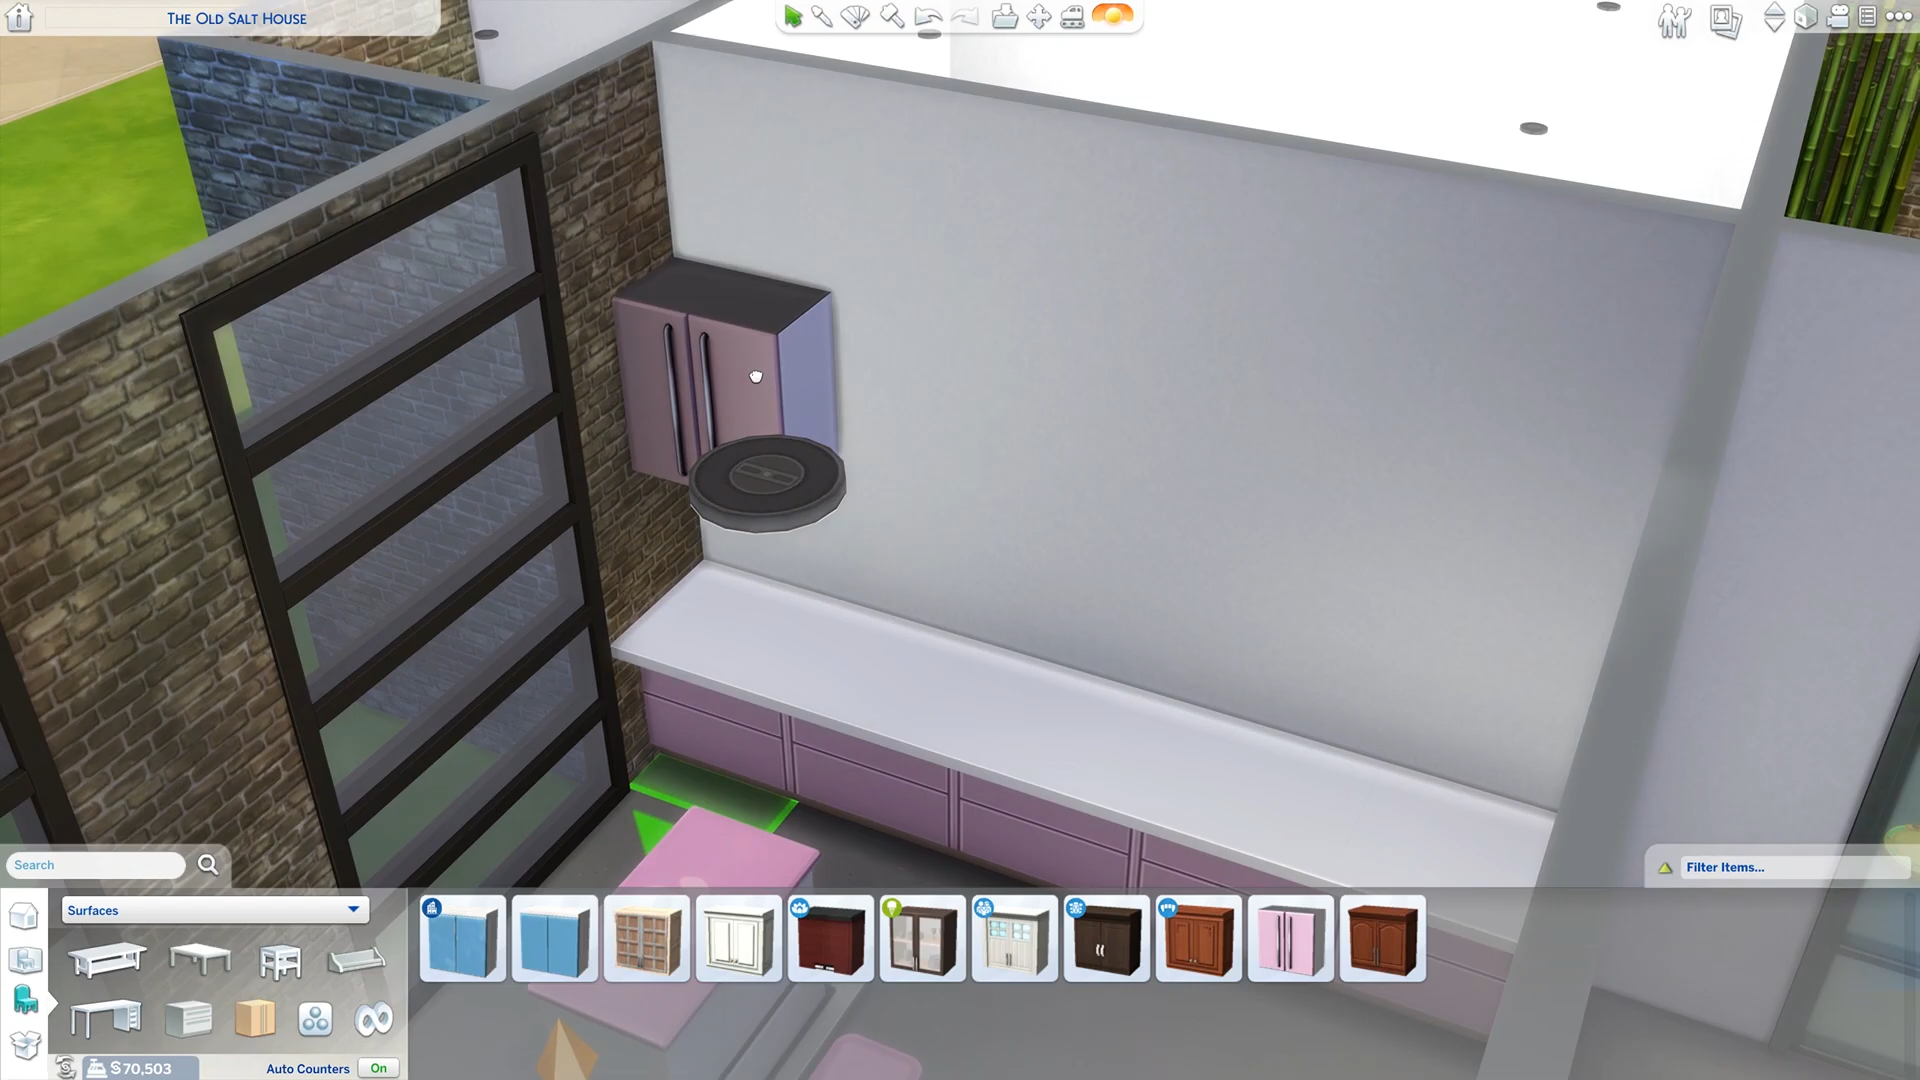 THE OLD SALT HOUSE
Search
Filter Items...
Surfaces
§70,503
Auto Counters
On